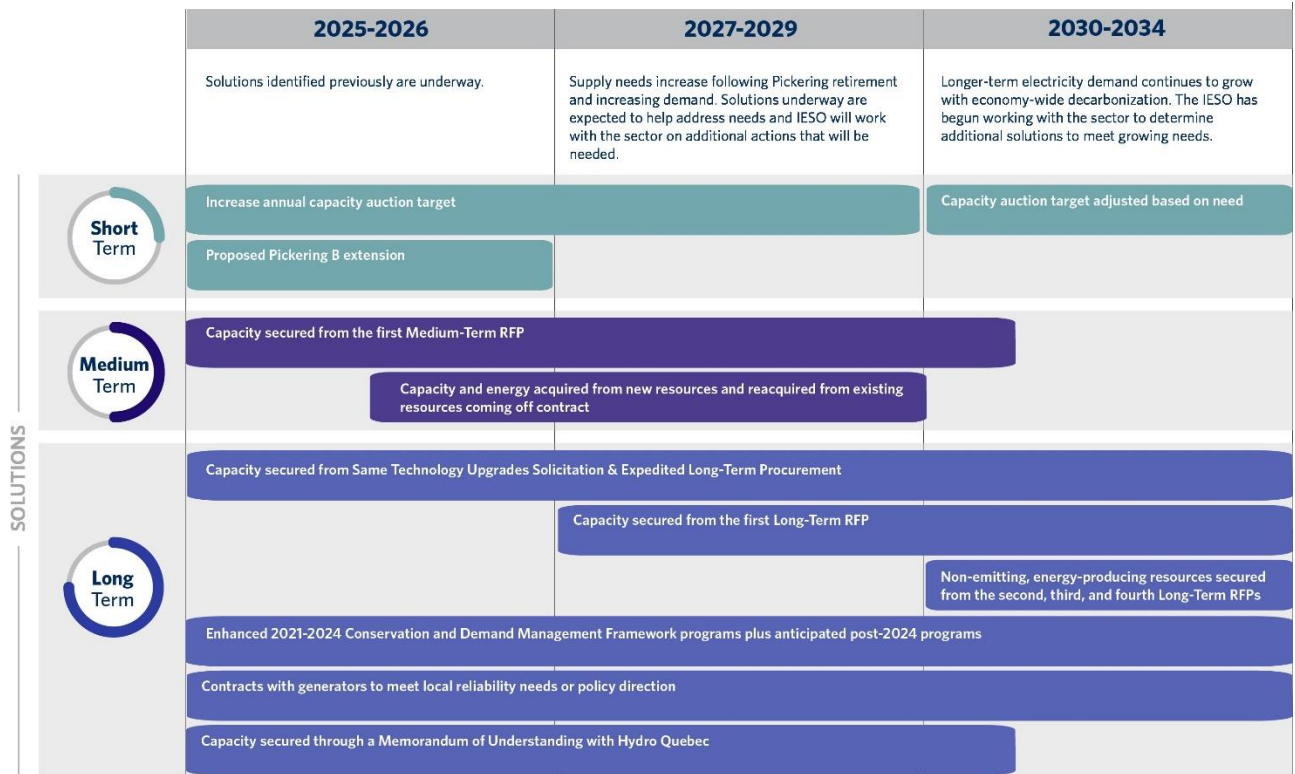 2025-2026
2027-2029
2030-2034
Solutions identified previously are underway.
Supply needs increase following Pickering retirement
and increasing demand. Solutions underway are
expected to help address needs and IESO will work
with the sector on additional actions that will be
needed.
Longer-term electricity demand continues to grow
with economy-wide decarbonization. The IESO has
begun working with the sector to determine
additional solutions to meet growing needs.
SOLUTIONS
Short
Term
Increase annual capacity auction target
Capacity auction target adjusted based on need
Proposed Pickering B extension
Medium
Term
Capacity secured from the first Medium-Term RFP
Capacity and energy acquired from new resources and reacquired from existing
resources coming off contract
Long
Term
Capacity secured from Same Technology Upgrades Solicitation & Expedited Long-Term Procurement
Capacity secured from the first Long-Term RFP
Non-emitting, energy-producing resources secured
from the second, third, and fourth Long-Term RFPs
Enhanced 2021-2024 Conservation and Demand Management Framework programs plus anticipated post-2024 programs
Contracts with generators to meet local reliability needs or policy direction
Capacity secured through a Memorandum of Understanding with Hydro Quebec